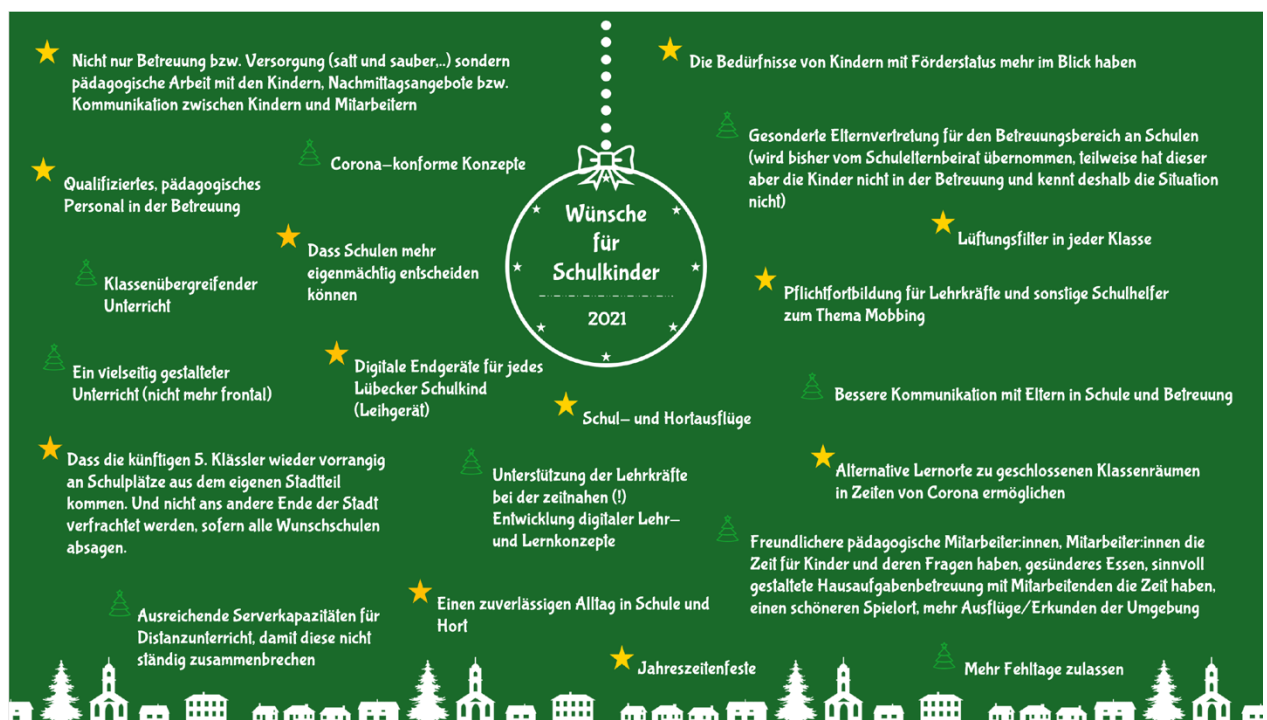 Nicht nur Betreuung bzw. Versorgung (satt und sauber,..) sondern
pädagogische Arbeit mit den Kindern, Nachmittagsangebote bzw.
Kommunikation zwischen Kindern und Mitarbeitern
Corona-konforme Konzepte
Qualifiziertes, pädagogisches
Personal in der Betreuung
Dass Schulen mehr
eigenmächtig entscheiden
können
Klassenübergreifender
Unterricht
Ein vielseitig gestalteter
Unterricht (nicht mehr frontal)
Digitale Endgeräte für jedes
Lübecker Schulkind
(Leihgerät)
Wünsche
für
Schulkinder
2021
Die Bedürfnisse von Kindern mit Förderstatus mehr im Blick haben
Gesonderte Elternvertretung für den Betreuungsbereich an Schulen
(wird bisher vom Schulelternbeirat übernommen, teilweise hat dieser
aber die Kinder nicht in der Betreuung und kennt deshalb die Situation
nicht)
Lüftungsfilter in jeder Klasse
Pflichtfortbildung für Lehrkräfte und sonstige Schulhelfer
zum Thema Mobbing
Bessere Kommunikation mit Eltern in Schule und Betreuung
Schul- und Hortausflüge
Dass die künftigen 5. Klässler wieder vorrangig
an Schulplätze aus dem eigenen Stadtteil
kommen. Und nicht ans andere Ende der Stadt
verfrachtet werden, sofern alle Wunschschulen
absagen.
Unterstützung der Lehrkräfte
bei der zeitnahen (!)
Entwicklung digitaler Lehr-
und Lernkonzepte
Alternative Lernorte zu geschlossenen Klassenräumen
in Zeiten von Corona ermöglichen
Freundlichere pädagogische Mitarbeiter:innen, Mitarbeiter:innen die
Zeit für Kinder und deren Fragen haben, gesünderes Essen, sinnvoll
gestaltete Hausaufgabenbetreuung mit Mitarbeitenden die Zeit haben,
einen schöneren Spielort, mehr Ausflüge/Erkunden der Umgebung
Ausreichende Serverkapazitäten für
Distanzunterricht, damit diese nicht
ständig zusammenbrechen
Einen zuverlässigen Alltag in Schule und
Hort
Jahreszeitenfeste
Mehr Fehltage zulassen